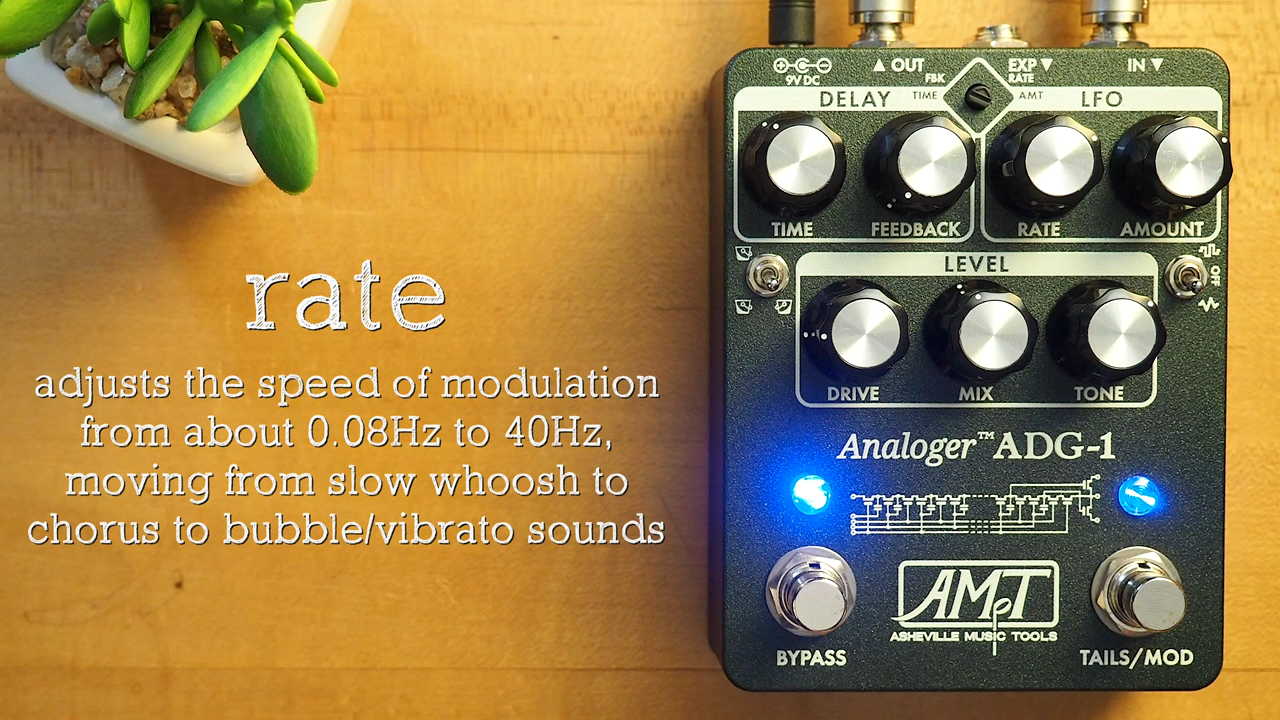 rate
adjusts the speed of modulation
from about 0.08Hz to 40Hz,
moving from slow whoosh to
chorus to bubble/vibrato sounds
9V DC
▲ OUT
EXP ▼
IN ▼
FBK
RATE
TIME
AMT
DELAY
LFO
TIME
FEEDBACK
RATE
AMOUNT
OFF
LEVEL
DRIVE
MIX
TONE
Analoger™ ADG-1
AMT
ASHEVILLE MUSIC TOOLS
BYPASS
TAILS/MOD